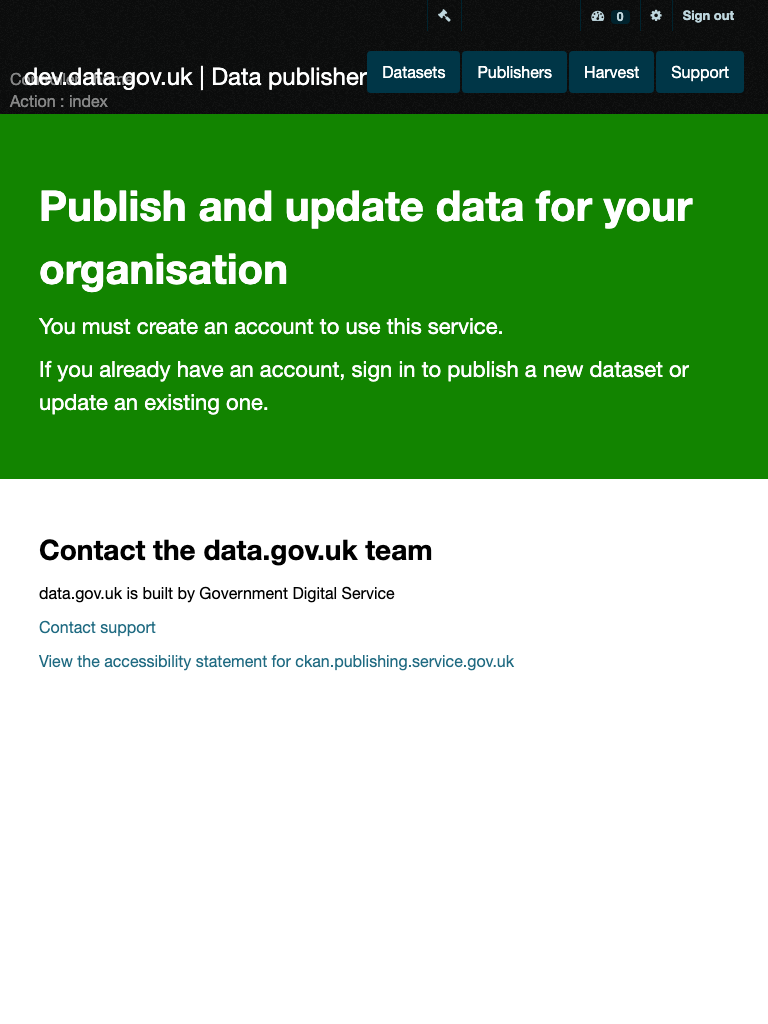 0
Sign out
dev.data.gov.uk | Data publisher
Datasets
Publishers
Harvest
Support
Controller : home
Action : index
Publish and update data for your
organisation
You must create an account to use this service.
If you already have an account, sign in to publish a new dataset or
update an existing one.
Contact the data.gov.uk team
data.gov.uk is built by Government Digital Service
Contact support
View the accessibility statement for ckan.publishing.service.gov.uk